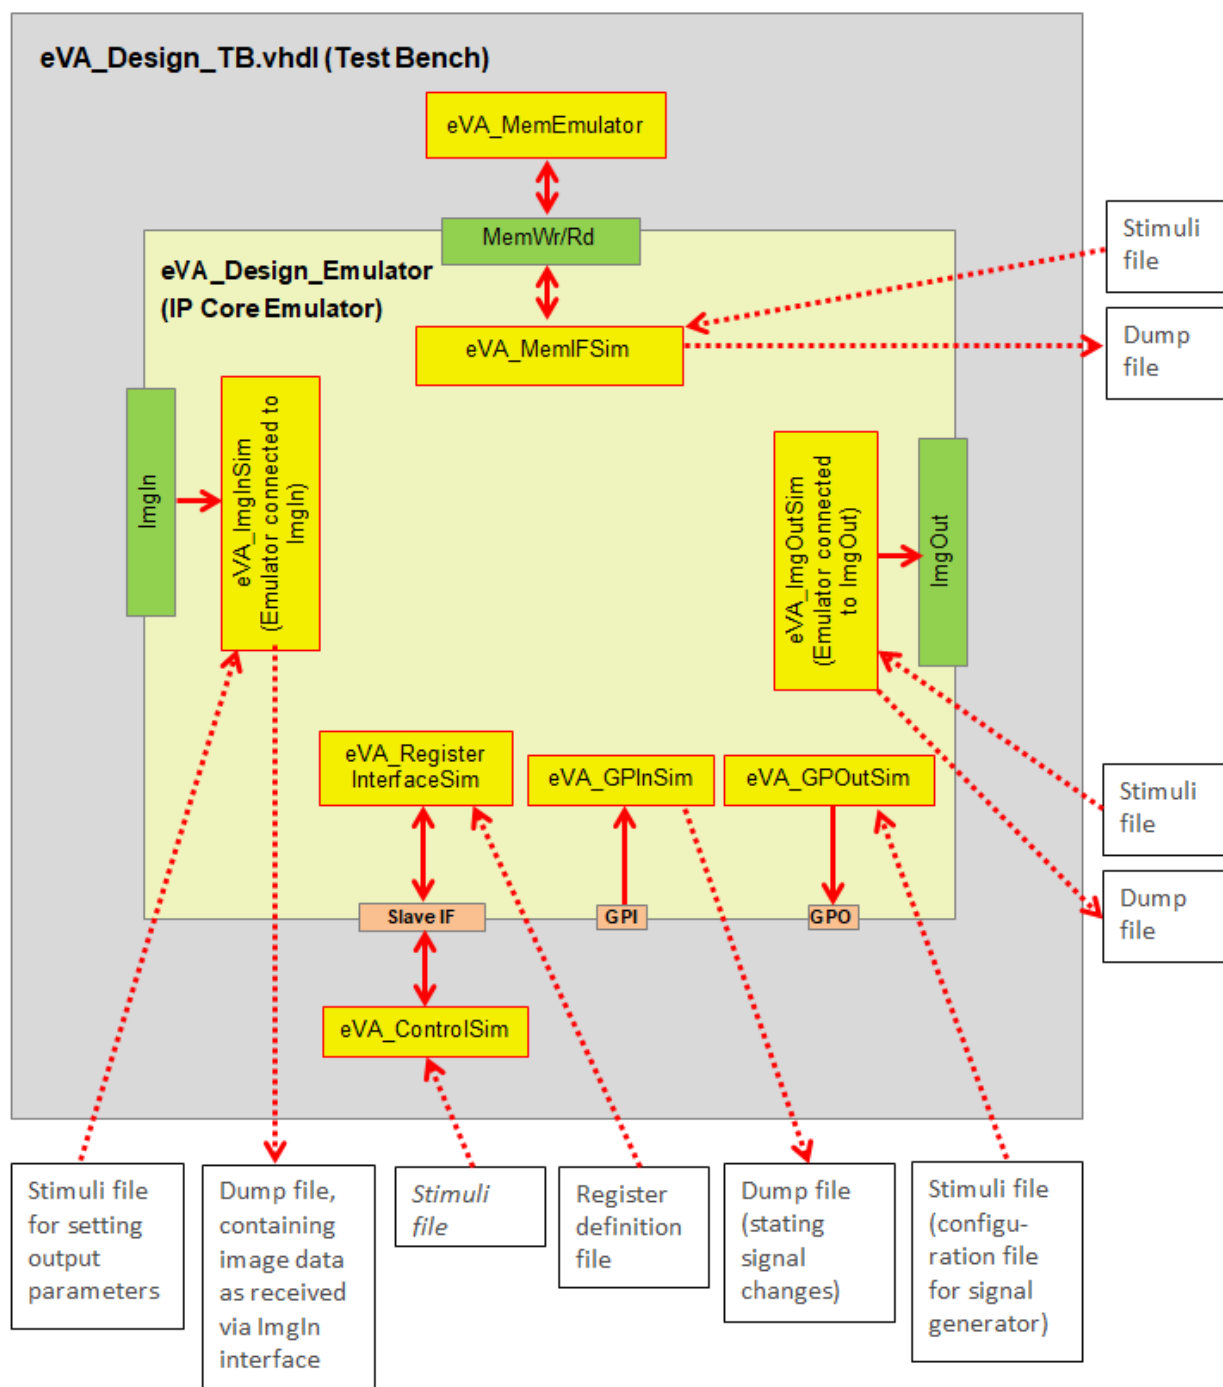 eVA_Design_TB.vhdl (Test Bench)
eVA_MemEmulator
MemWr/Rd
eVA_Design_Emulator
(IP Core Emulator)
eVA_MemIFSim
Stimuli
file
Dump
file
ImgIn
eVA_ImgInSim
(Emulator connected to
ImgIn)
eVA_ImgOutSim
(Emulator connected
to ImgOut)
ImgOut
eVA_Register
InterfaceSim
eVA_GPInSim
eVA_GPOutSim
Stimuli
file
Dump
file
Slave IF
GPI
GPO
eVA_ControlSim
Stimuli file
for setting
output
parameters
Dump file,
containing
image data
as received
via ImgIn
interface
Stimuli
file
Register
definition
file
Dump file
(stating
signal
changes)
Stimuli file
(configu-
ration file
for signal
generator)